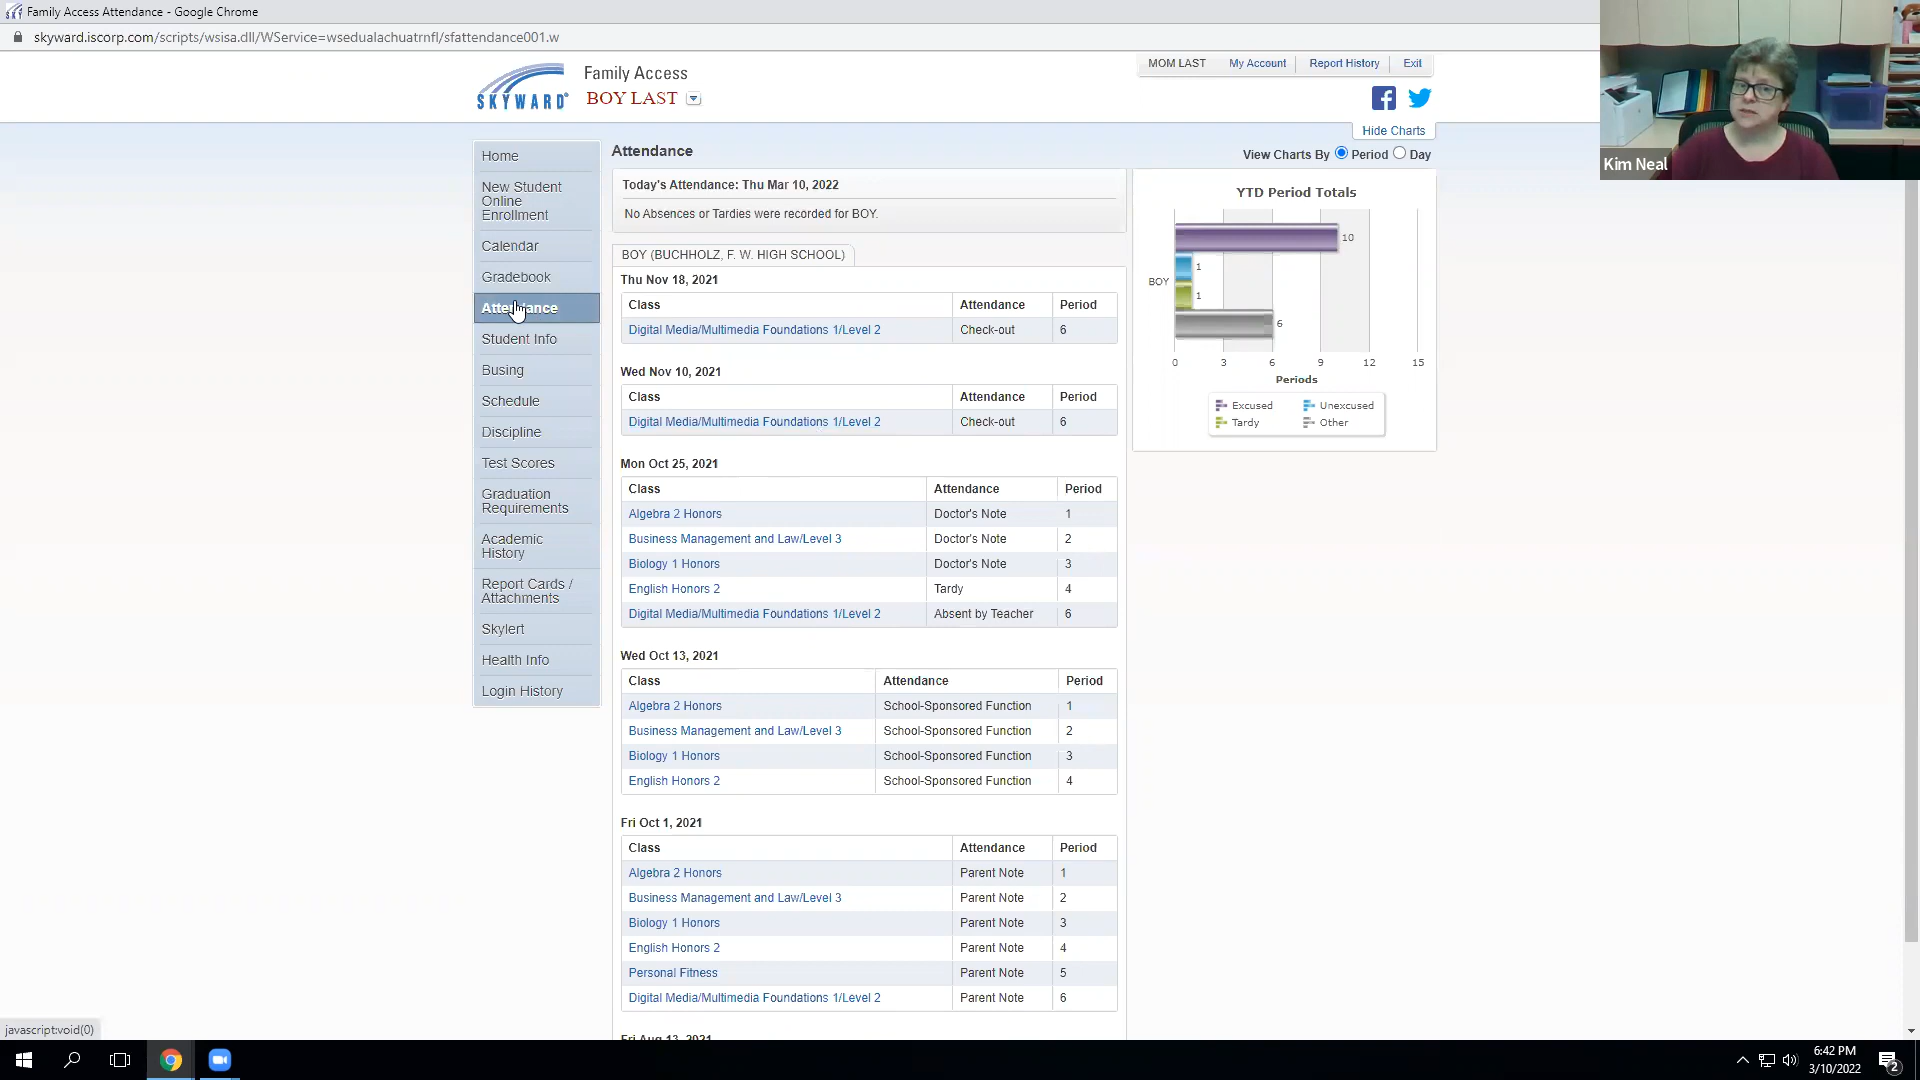 Family Access Attendance - Google Chrome
skyward.iscorp.com/scripts/wsisa.dll/WService=wsedualachuatrnfl/sfattendance001.w
SKYWARD
Family Access
BOY LAST
MOM LAST My Account Report History Exit
Hide Charts
Kim Neal
Home
New Student
Online
Enrollment
Calendar
Gradebook
Attendance
Student Info
Busing
Schedule
Discipline
Test Scores
Graduation
Requirements
Academic
History
Report Cards /
Attachments
Skylert
Health Info
Login History
Attendance
View Charts By Period Day
Today's Attendance: Thu Mar 10, 2022
No Absences or Tardies were recorded for BOY.
BOY (BUCHHOLZ, F. W. HIGH SCHOOL)
Thu Nov 18, 2021
Class Attendance Period
Digital Media/Multimedia Foundations 1/Level 2 Check-out 6
Wed Nov 10, 2021
Class Attendance Period
Digital Media/Multimedia Foundations 1/Level 2 Check-out 6
Mon Oct 25, 2021
Class Attendance Period
Algebra 2 Honors Doctor's Note 1
Business Management and Law/Level 3 Doctor's Note 2
Biology 1 Honors Doctor's Note 3
English Honors 2 Tardy 4
Digital Media/Multimedia Foundations 1/Level 2 Absent by Teacher 6
Wed Oct 13, 2021
Class Attendance Period
Algebra 2 Honors School-Sponsored Function 1
Business Management and Law/Level 3 School-Sponsored Function 2
Biology 1 Honors School-Sponsored Function 3
English Honors 2 School-Sponsored Function 4
Fri Oct 1, 2021
Class Attendance Period
Algebra 2 Honors Parent Note 1
Business Management and Law/Level 3 Parent Note 2
Biology 1 Honors Parent Note 3
English Honors 2 Parent Note 4
Personal Fitness Parent Note 5
Digital Media/Multimedia Foundations 1/Level 2 Parent Note 6
Fri Aug 13, 2021
YTD Period Totals
10
1
BOY
1
6
0 3 6 9 12 15
Periods
Excused Unexcused
Tardy Other
javascript:void(0)
6:42 PM
3/10/2022
2